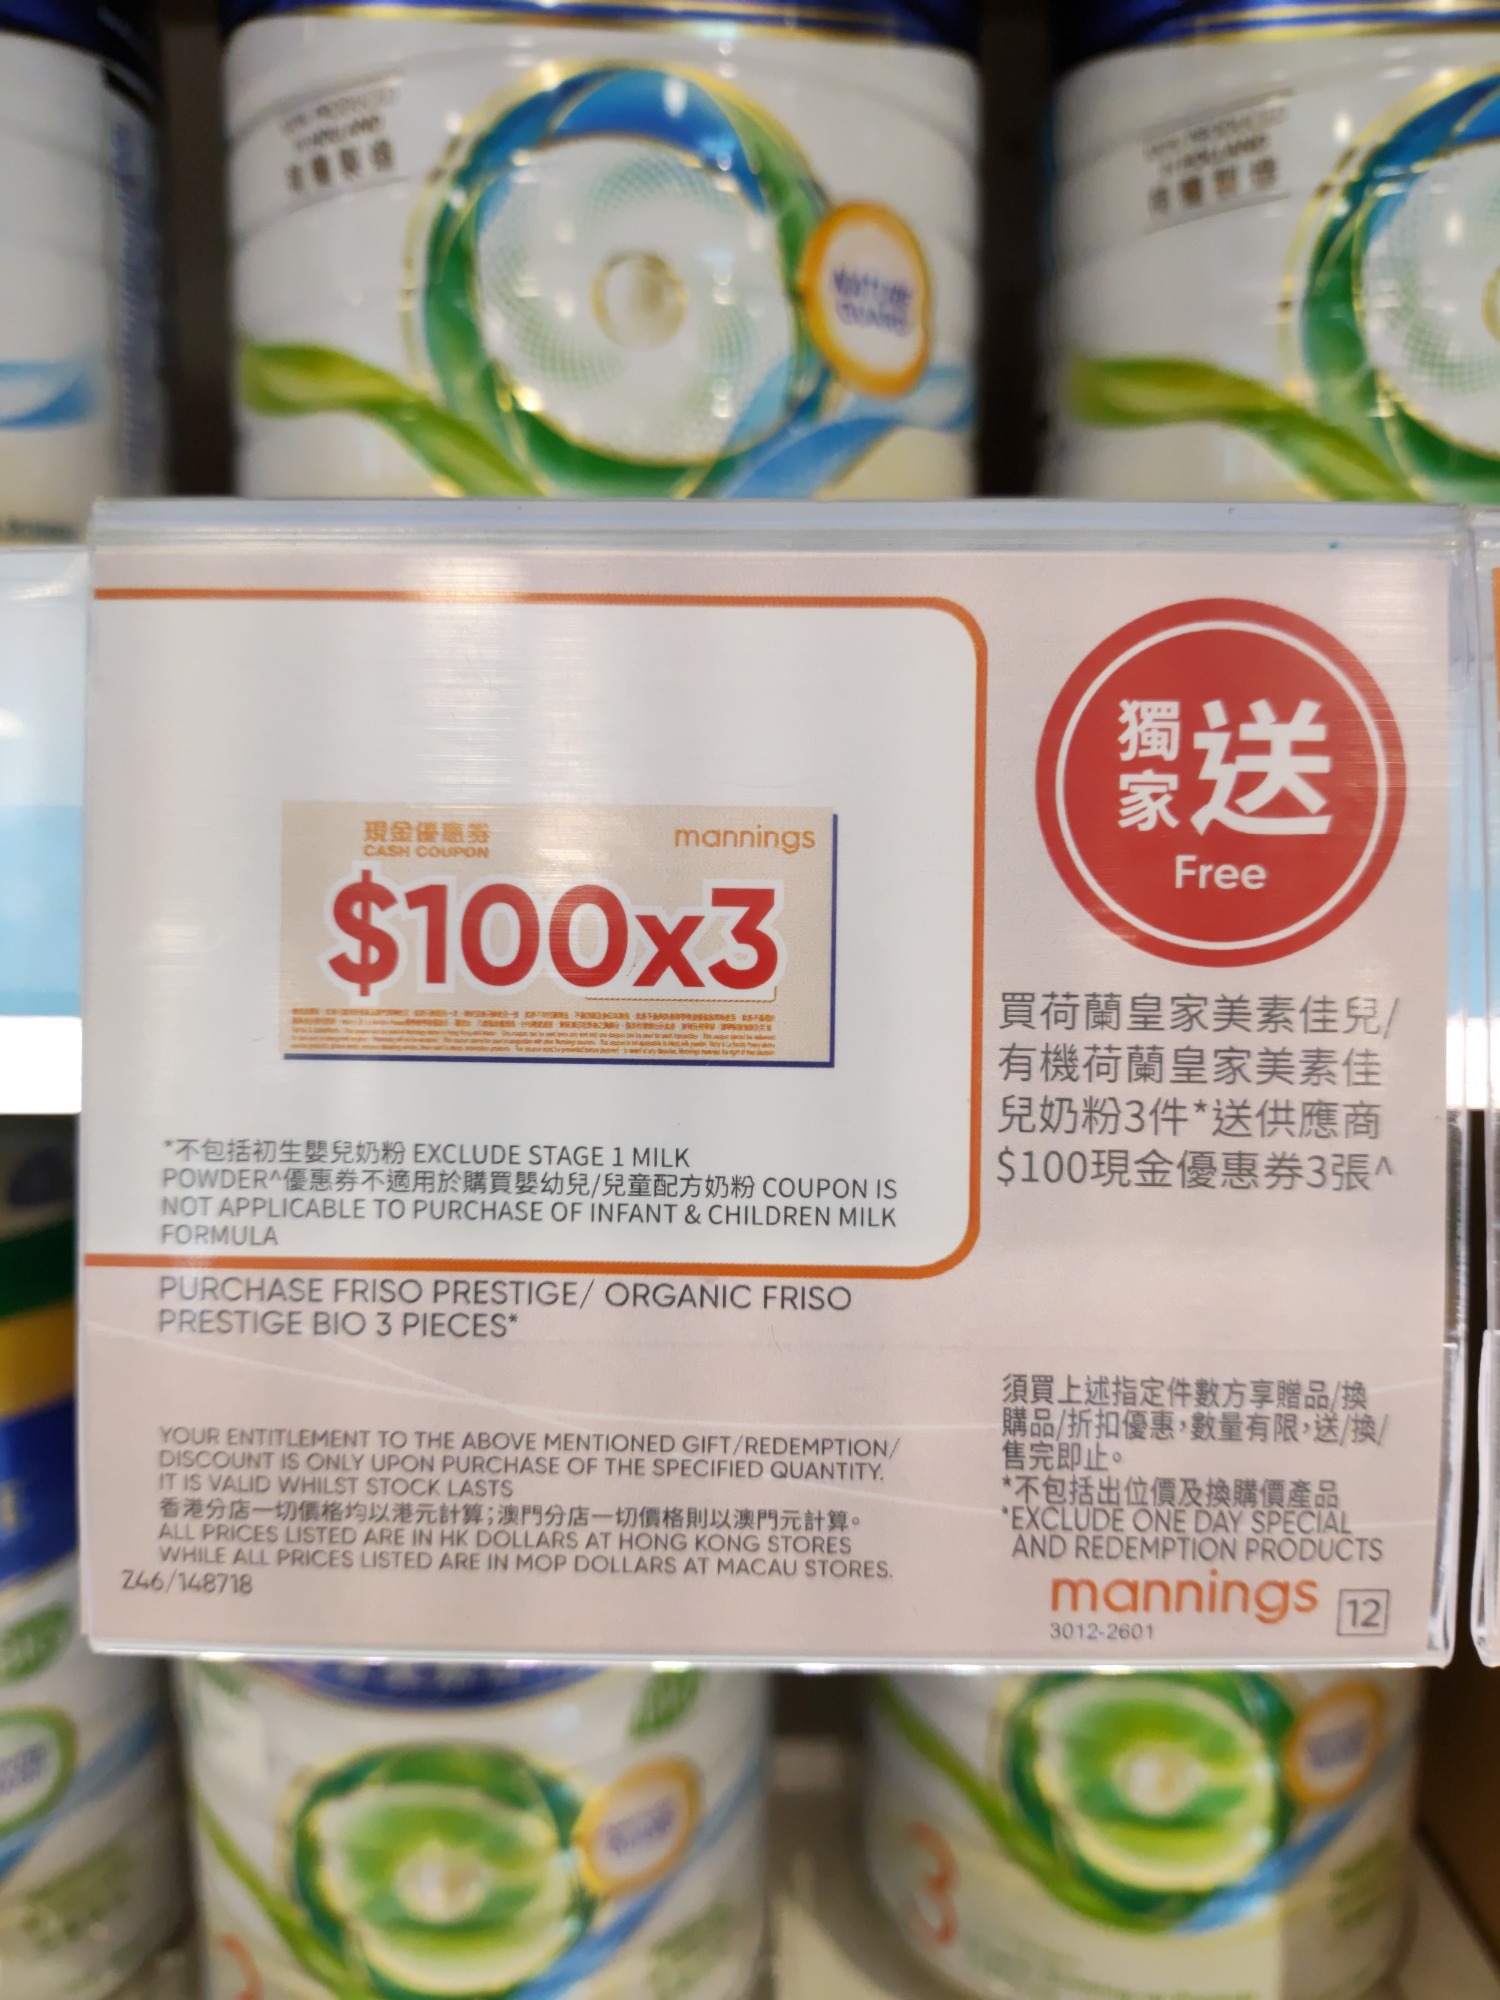 荷蘭製造
NATURE
GUARD
現金優惠券
CASH COUPON
mannings
$100x3
獨家送
Free
買荷蘭皇家美素佳兒/
有機荷蘭皇家美素佳
兒奶粉3件*送供應商
$100現金優惠券3張^
*不包括初生嬰兒奶粉 EXCLUDE STAGE 1 MILK
POWDER^優惠券不適用於購買嬰幼兒/兒童配方奶粉 COUPON IS
NOT APPLICABLE TO PURCHASE OF INFANT & CHILDREN MILK
FORMULA
PURCHASE FRISO PRESTIGE/ ORGANIC FRISO
PRESTIGE BIO 3 PIECES*
YOUR ENTITLEMENT TO THE ABOVE MENTIONED GIFT/REDEMPTION/
DISCOUNT IS ONLY UPON PURCHASE OF THE SPECIFIED QUANTITY.
IT IS VALID WHILST STOCK LASTS
香港分店一切價格均以港元計算;澳門分店一切價格則以澳門元計算。
ALL PRICES LISTED ARE IN HK DOLLARS AT HONG KONG STORES
WHILE ALL PRICES LISTED ARE IN MOP DOLLARS AT MACAU STORES.
Z46/148718
須買上述指定件數方享贈品/換
購品/折扣優惠,數量有限,送/換/
售完即止。
*不包括出位價及換購價產品
*EXCLUDE ONE DAY SPECIAL
AND REDEMPTION PRODUCTS
mannings
3012-2601
12
3